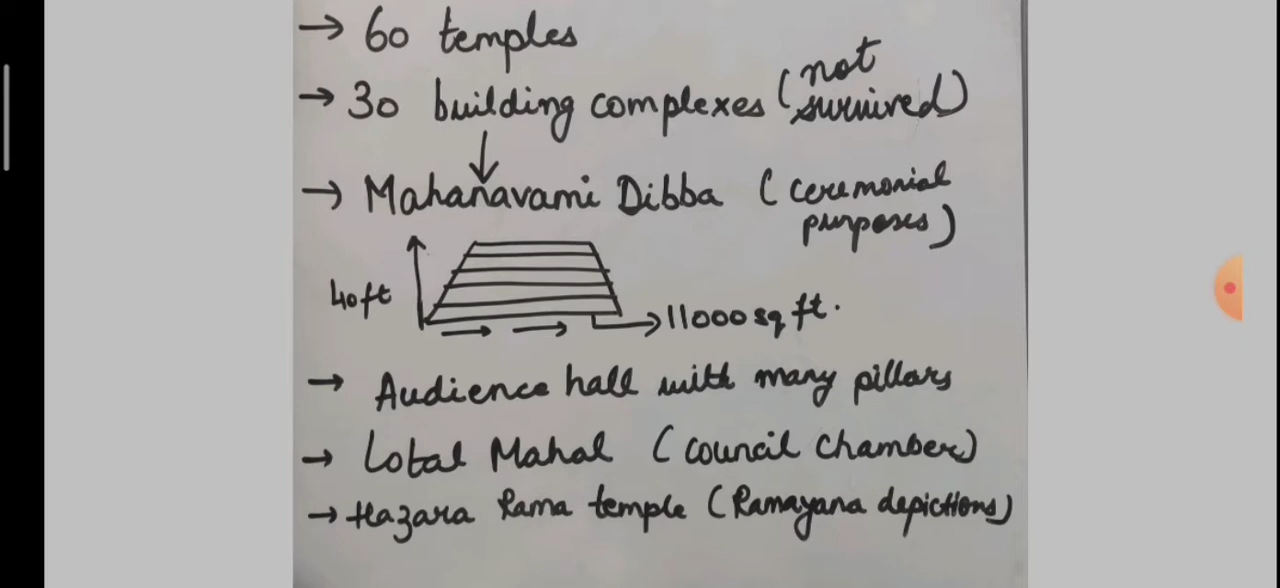 → 60 temples
→ 30 building complexes (not survived)
→ Mahanavami Dibba (ceremonial purposes)
40ft
→ 11000 sq ft.
→ Audience hall with many pillars
→ Lotal Mahal (council chamber)
→ Hazara Rama temple (Ramayana depictions)